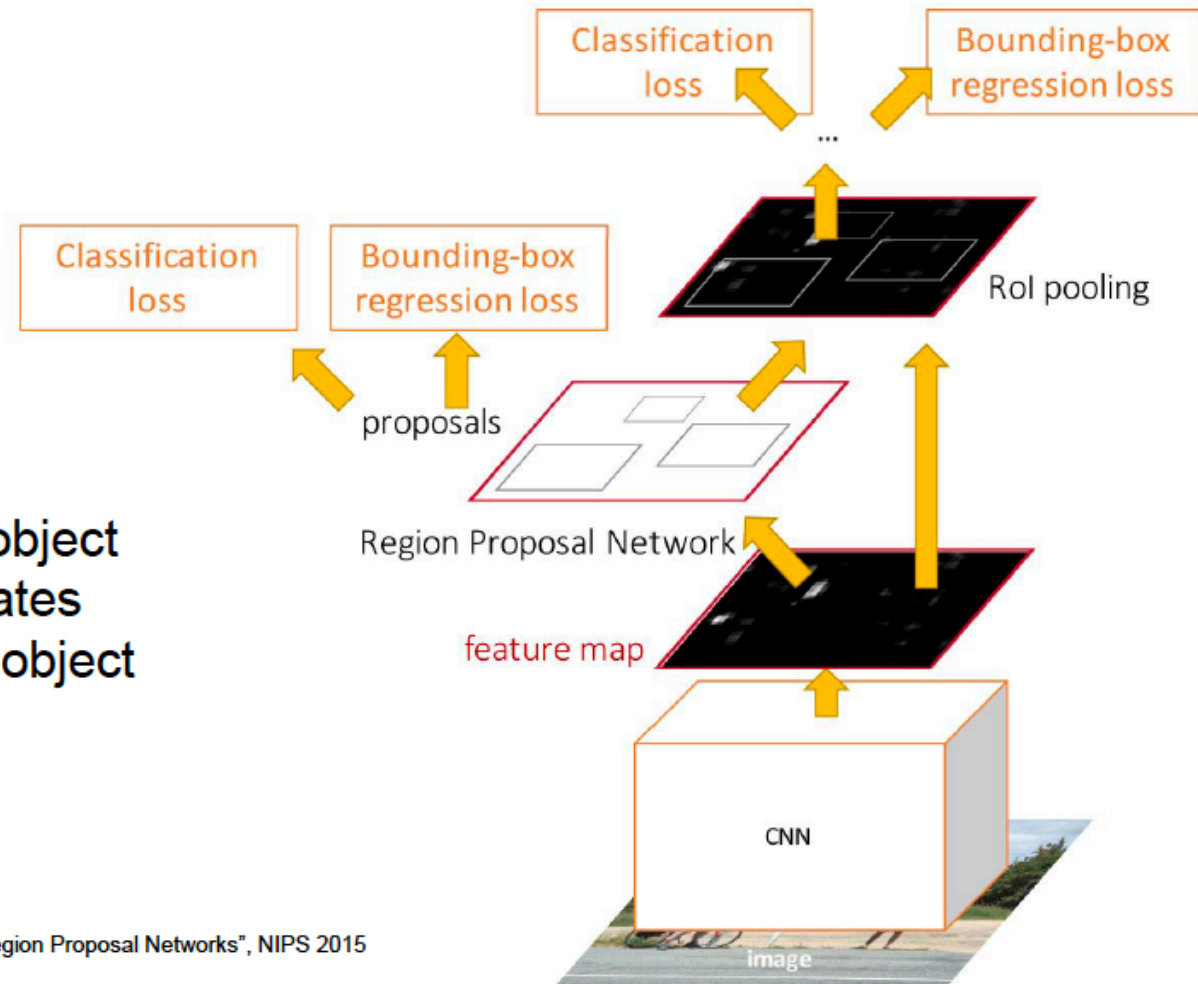 Classification
loss
Bounding-box
regression loss
...
Classification
loss
Bounding-box
regression loss
RoI pooling
proposals
Region Proposal Network
object
ates
object
feature map
CNN
image
egion Proposal Networks", NIPS 2015